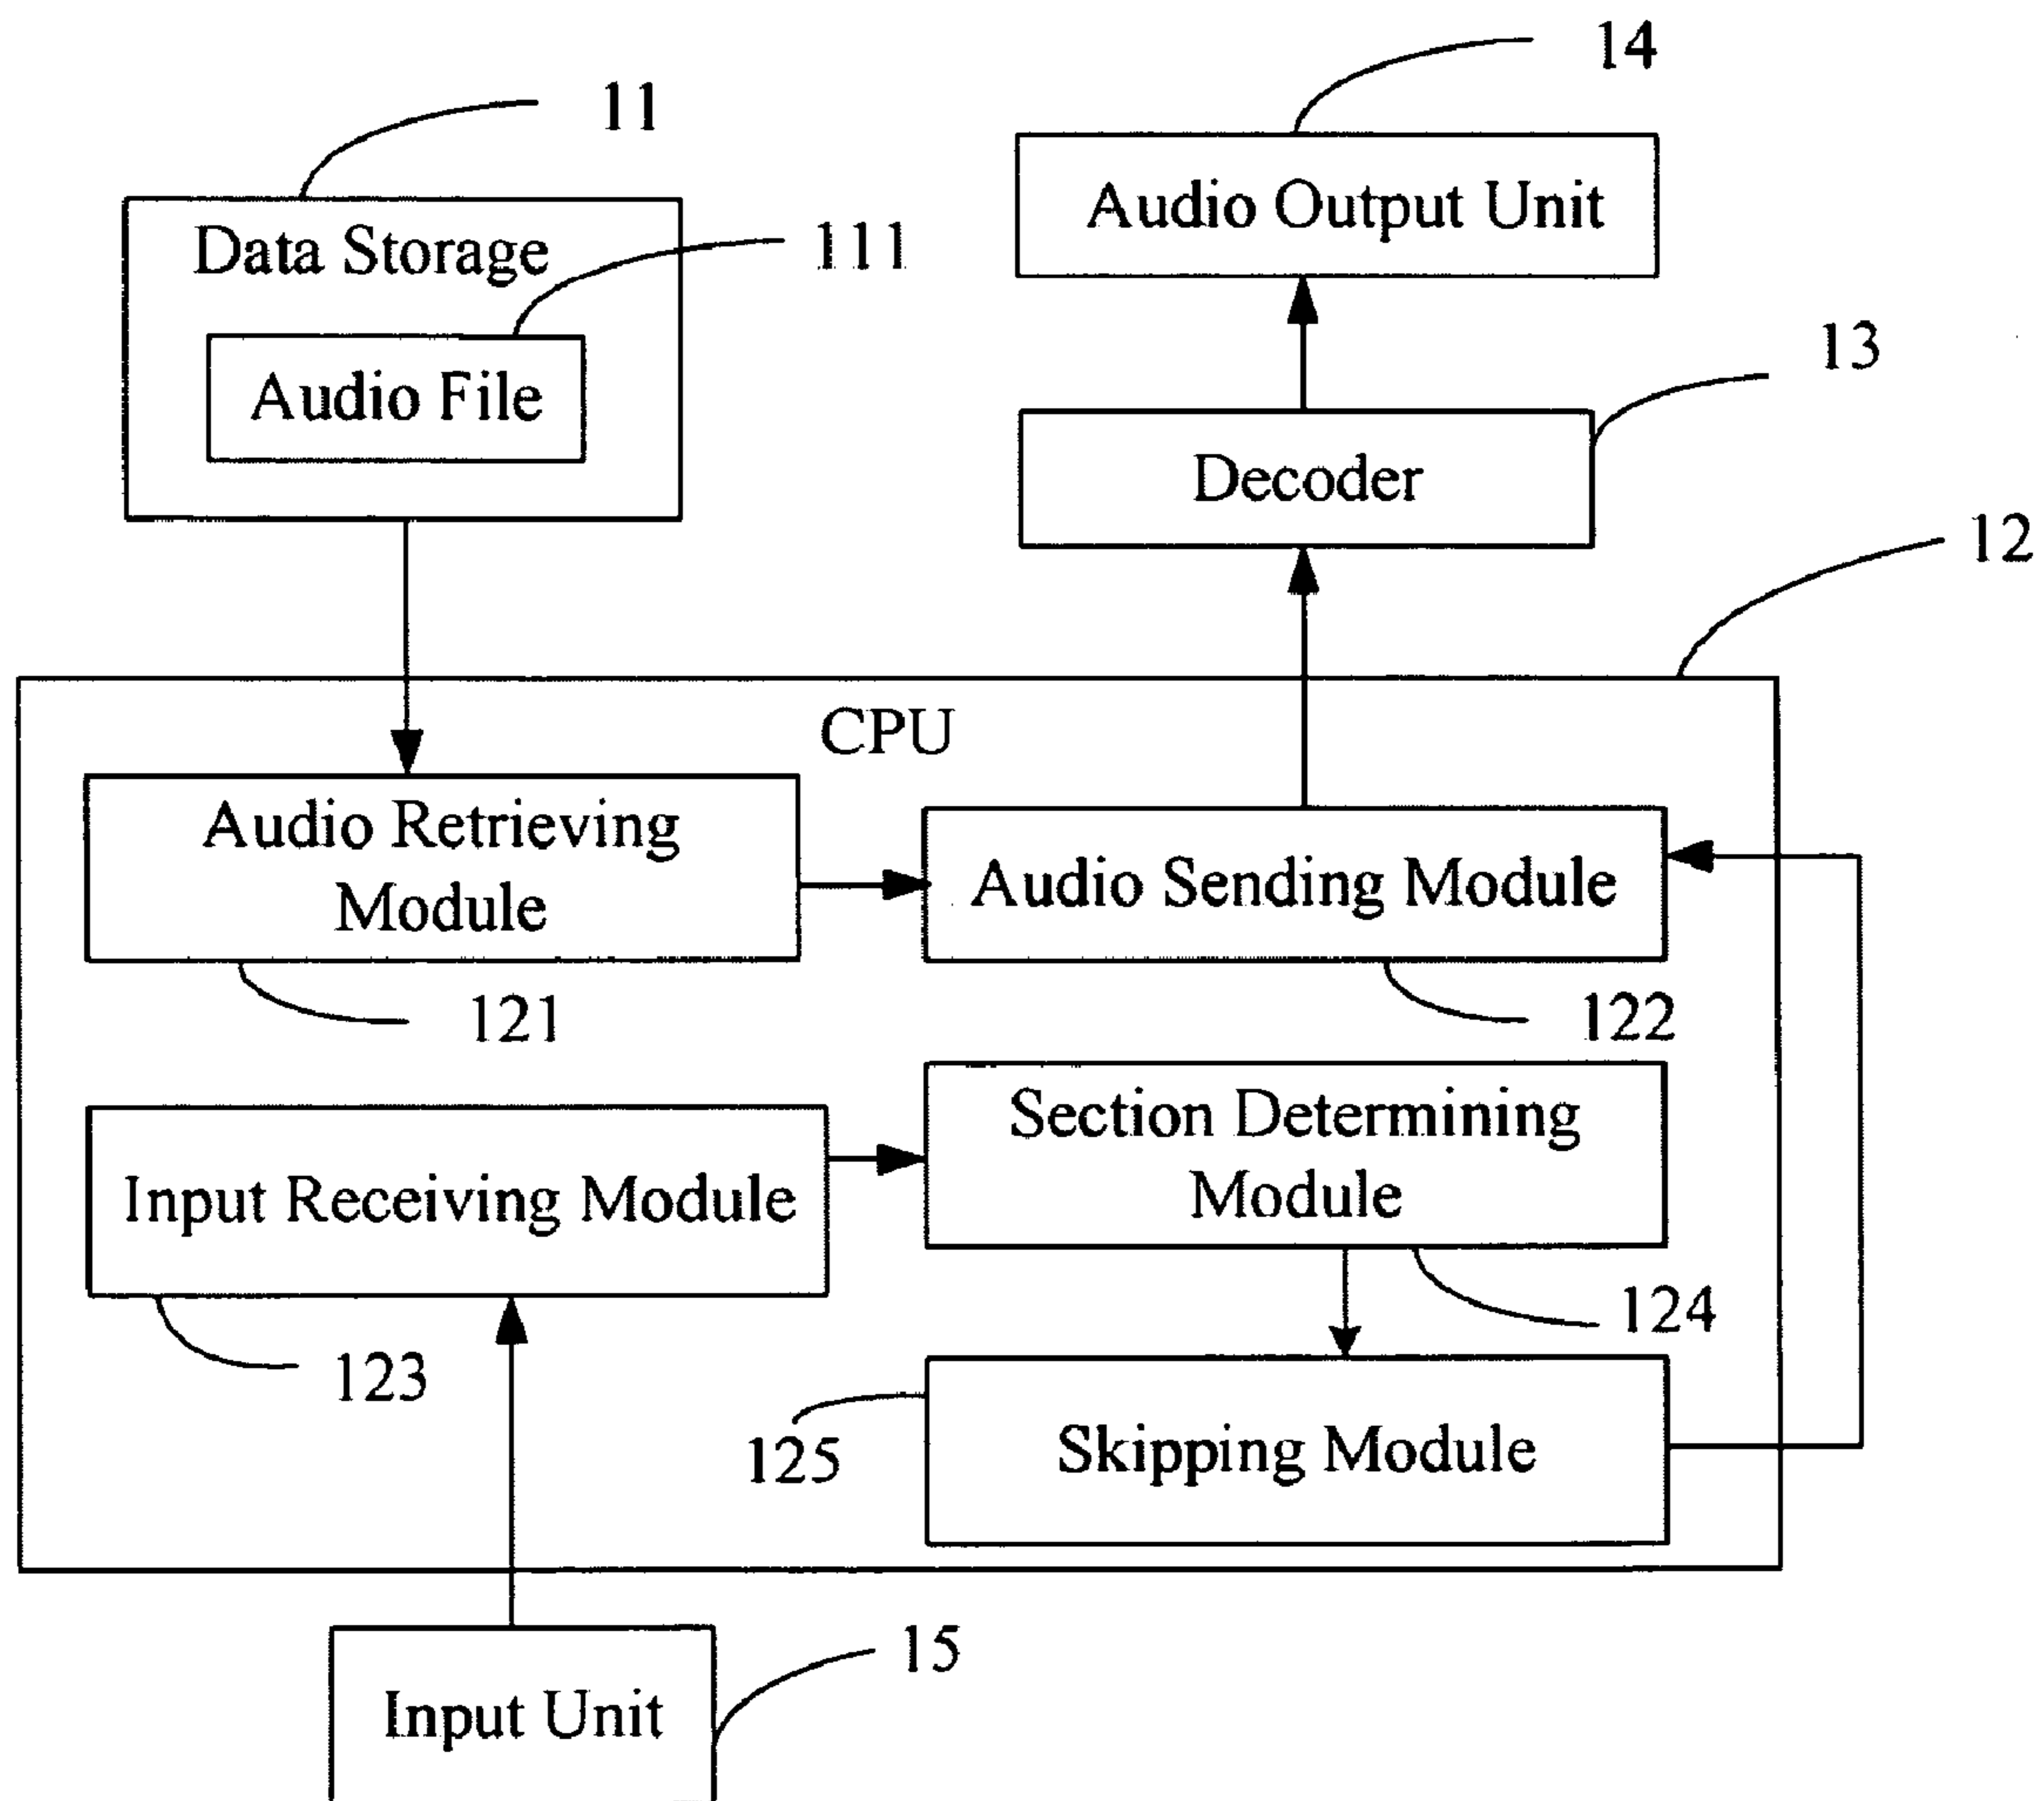 14
11
Audio Output Unit
Data Storage
111
13
Audio File
Decoder
12
CPU
Audio Retrieving
Module
Audio Sending Module
121
122
Section Determining
Module
Input Receiving Module
124
123
125
Skipping Module
15
Input Unit